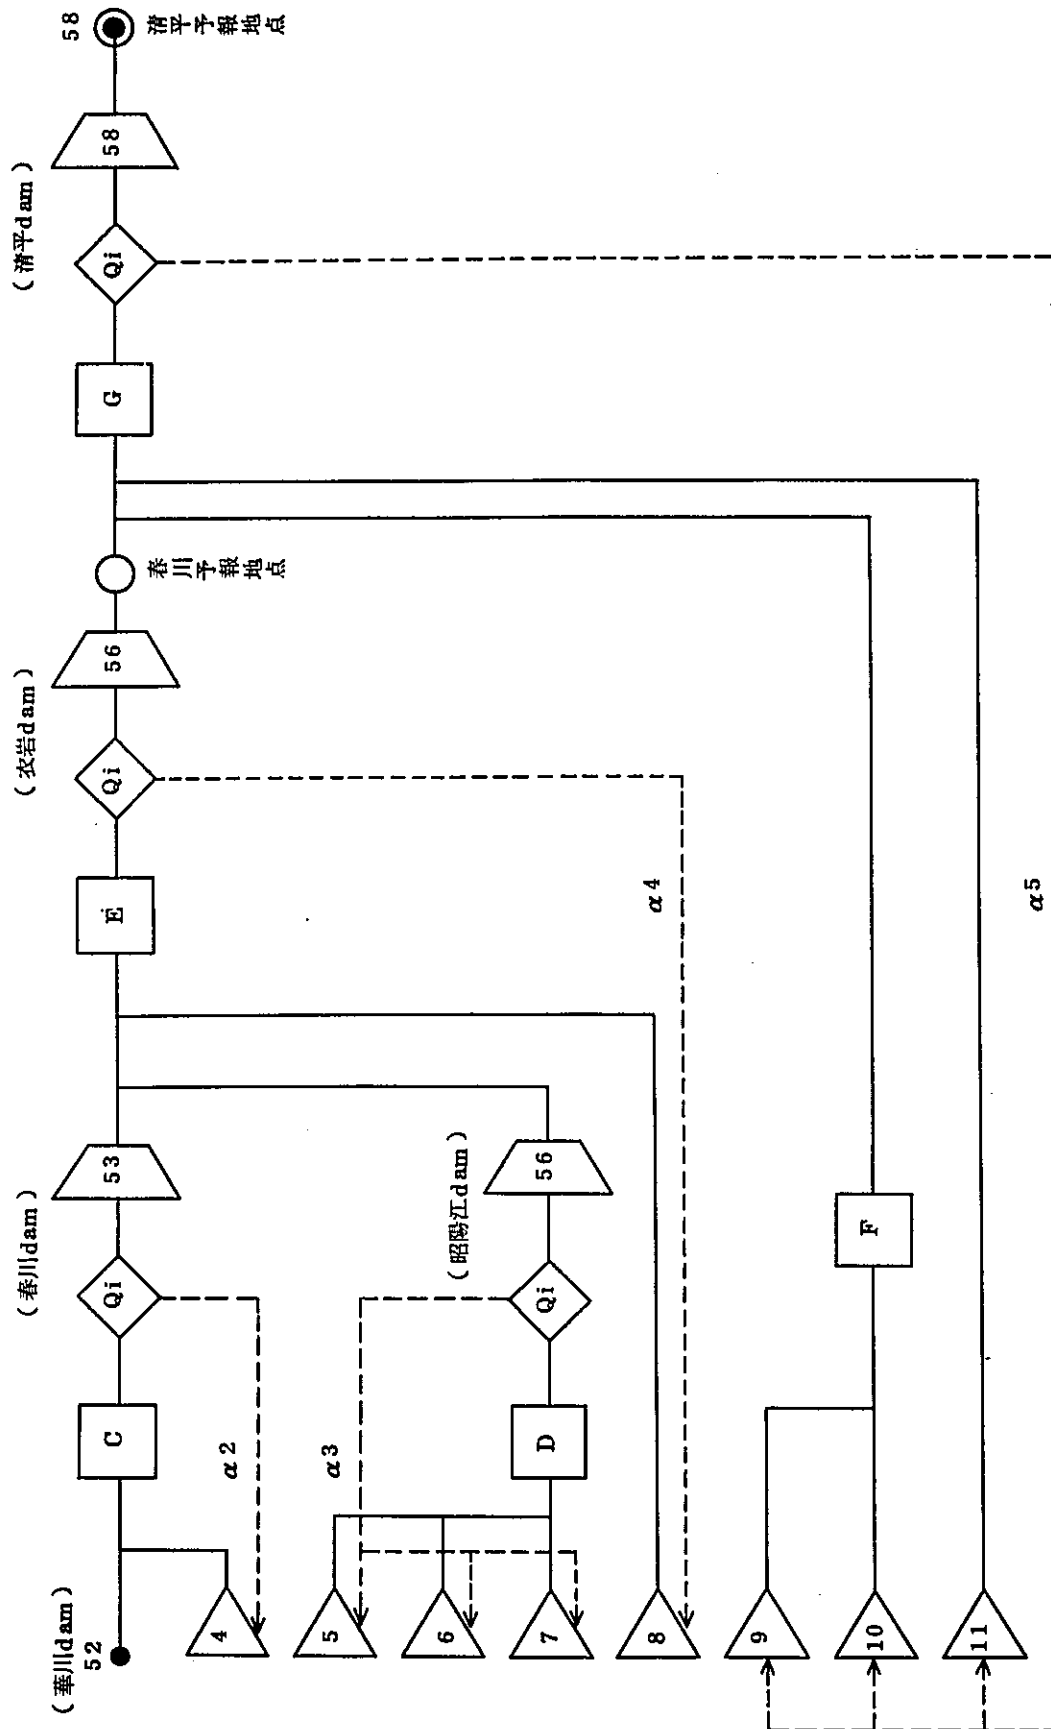 (華川dam)
52
(春川dam)
(昭陽江dam)
(衣岩dam)
(清平dam)
C
Qi
53
E
Qi
56
春川予報地点
G
Qi
58
58
清平予報地点
D
Qi
56
F
α2
α3
α4
α5
4
5
6
7
8
9
10
11